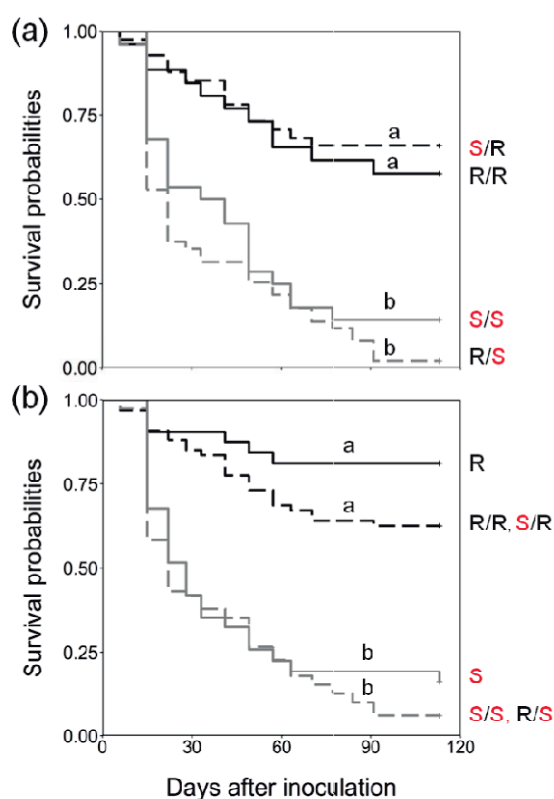 (a)
1.00
0.75
0.50
0.25
0.00
Survival probabilities
a
a
b
b
S/R
R/R
S/S
R/S
(b)
1.00
0.75
0.50
0.25
0.00
Survival probabilities
a
a
b
b
R
R/R, S/R
S
S/S, R/S
0 30 60 90 120
Days after inoculation